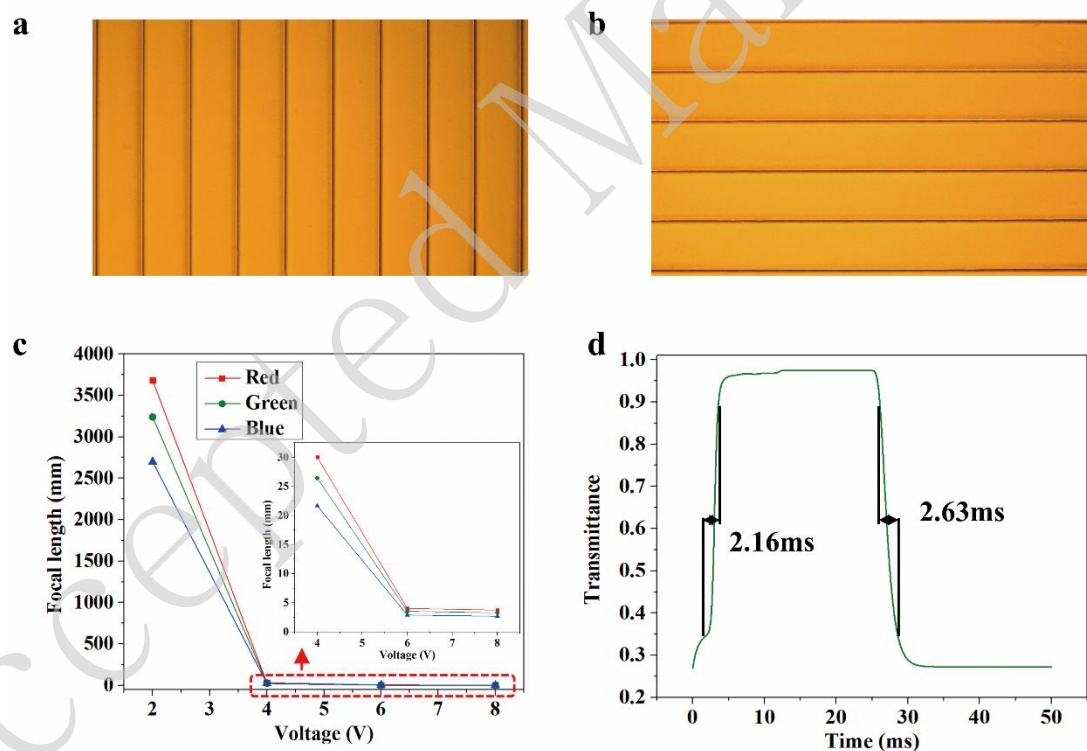 a
b
c
4000
3500
3000
2500
2000
1500
1000
500
0
Focal length (mm)
Red
Green
Blue
30
25
20
15
10
5
0
Focal length (mm)
4 5 6 7 8
Voltage (V)
2 3 4 5 6 7 8
Voltage (V)
d
1.0
0.9
0.8
0.7
0.6
0.5
0.4
0.3
0.2
Transmittance
2.16ms
2.63ms
0 10 20 30 40 50
Time (ms)
ccepted Ma